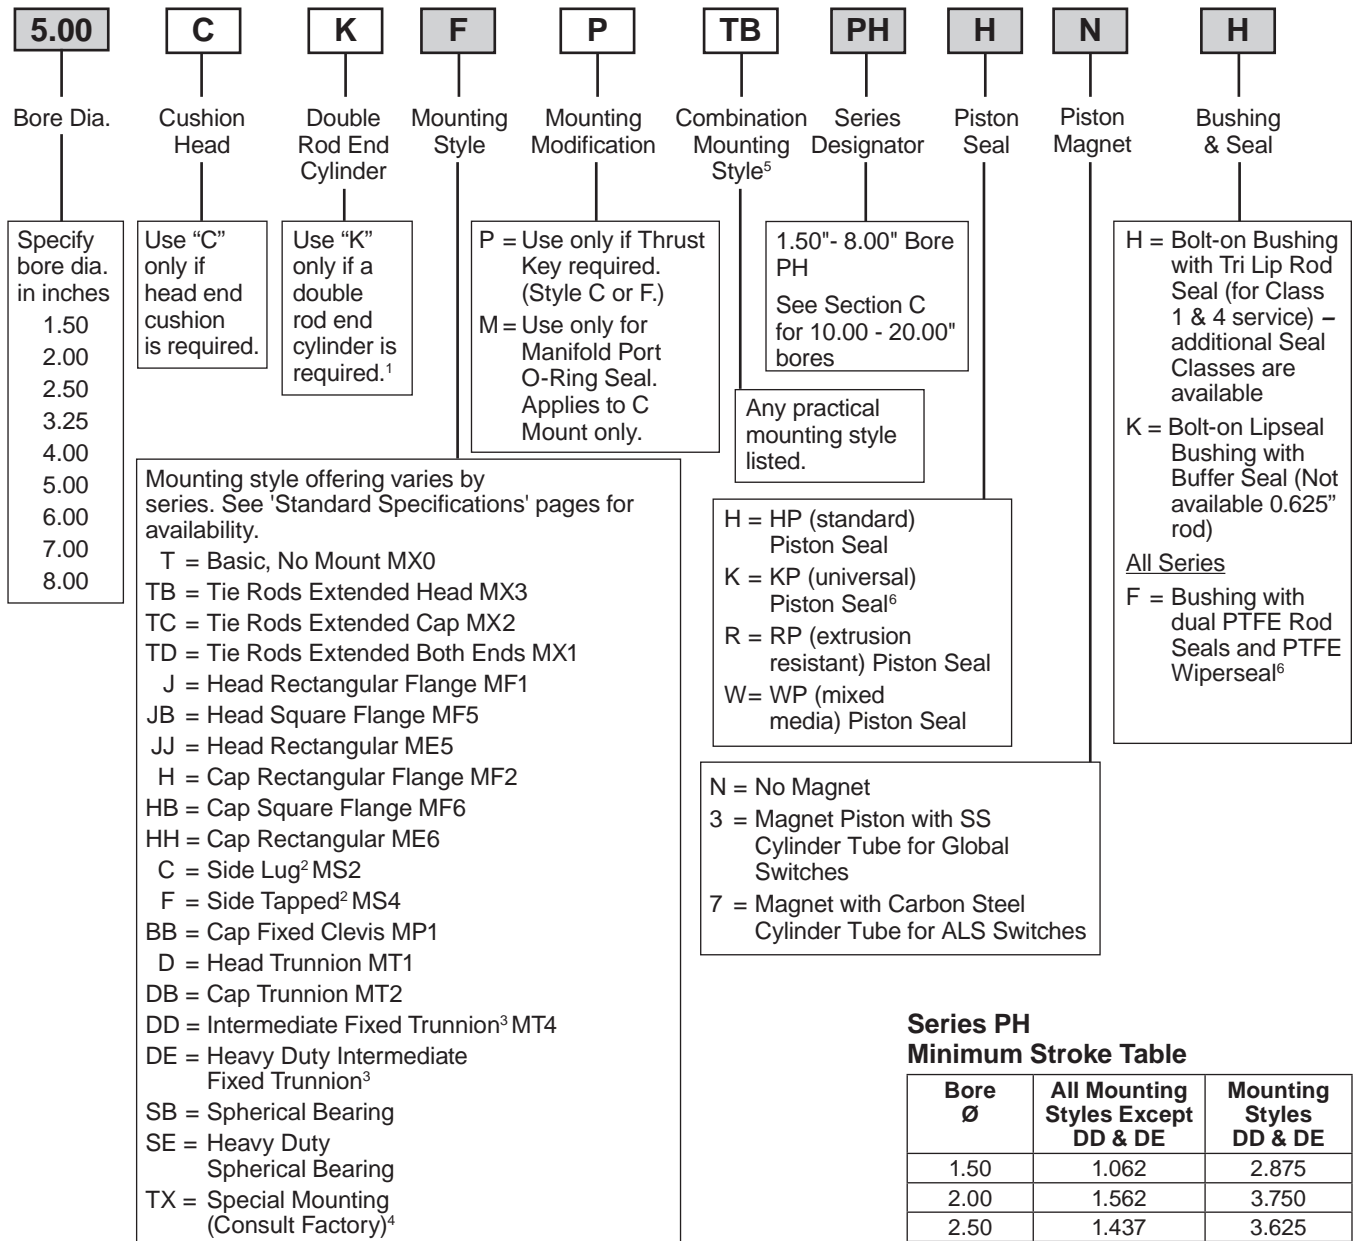 5.00 C K F P TB PH H N H
Bore Dia.
Cushion
Head
Double
Rod End
Cylinder
Mounting
Style
Mounting
Modification
Combination
Mounting
Style⁵
Series
Designator
Piston
Seal
Piston
Magnet
Bushing
& Seal
Specify
bore dia.
in inches
1.50
2.00
2.50
3.25
4.00
5.00
6.00
7.00
8.00
Use “C”
only if
head end
cushion
is required.
Use “K”
only if a
double
rod end
cylinder is
required.¹
P = Use only if Thrust
Key required.
(Style C or F.)
M = Use only for
Manifold Port
O-Ring Seal.
Applies to C
Mount only.
1.50"- 8.00" Bore
PH
See Section C
for 10.00 - 20.00"
bores
Any practical
mounting style
listed.
H = Bolt-on Bushing
with Tri Lip Rod
Seal (for Class
1 & 4 service) –
additional Seal
Classes are
available
K = Bolt-on Lipseal
Bushing with
Buffer Seal (Not
available 0.625”
rod)
All Series
F = Bushing with
dual PTFE Rod
Seals and PTFE
Wiperseal⁶
Mounting style offering varies by
series. See 'Standard Specifications' pages for
availability.
T = Basic, No Mount MX0
TB = Tie Rods Extended Head MX3
TC = Tie Rods Extended Cap MX2
TD = Tie Rods Extended Both Ends MX1
J = Head Rectangular Flange MF1
JB = Head Square Flange MF5
JJ = Head Rectangular ME5
H = Cap Rectangular Flange MF2
HB = Cap Square Flange MF6
HH = Cap Rectangular ME6
C = Side Lug² MS2
F = Side Tapped² MS4
BB = Cap Fixed Clevis MP1
D = Head Trunnion MT1
DB = Cap Trunnion MT2
DD = Intermediate Fixed Trunnion³ MT4
DE = Heavy Duty Intermediate
Fixed Trunnion³
SB = Spherical Bearing
SE = Heavy Duty
Spherical Bearing
TX = Special Mounting
(Consult Factory)⁴
H = HP (standard)
Piston Seal
K = KP (universal)
Piston Seal⁶
R = RP (extrusion
resistant) Piston Seal
W= WP (mixed
media) Piston Seal
N = No Magnet
3 = Magnet Piston with SS
Cylinder Tube for Global
Switches
7 = Magnet with Carbon Steel
Cylinder Tube for ALS Switches
Series PH
Minimum Stroke Table
Bore
Ø
All Mounting
Styles Except
DD & DE
Mounting
Styles
DD & DE
1.50 1.062 2.875
2.00 1.562 3.750
2.50 1.437 3.625